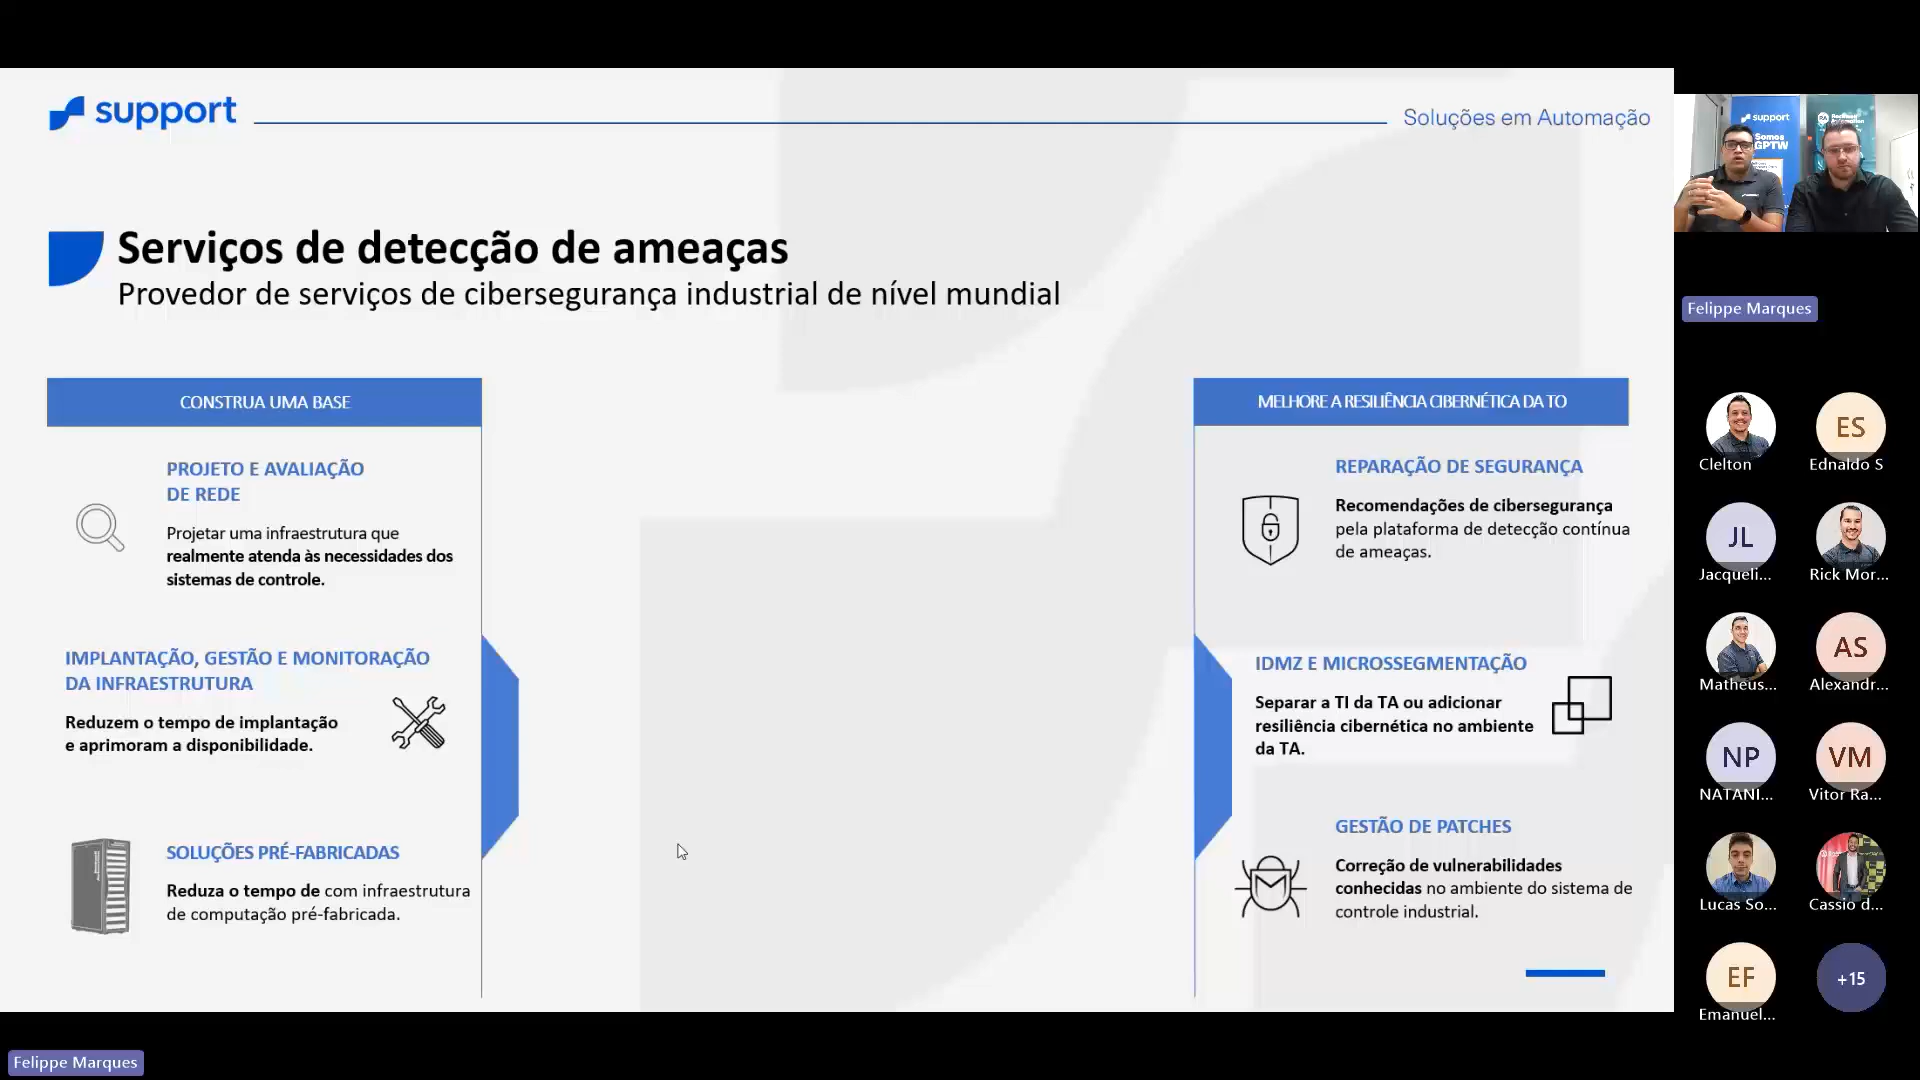 support
Soluções em Automação
Serviços de detecção de ameaças
Provedor de serviços de cibersegurança industrial de nível mundial
CONSTRUA UMA BASE
PROJETO E AVALIAÇÃO
DE REDE
Projetar uma infraestrutura que
realmente atenda às necessidades dos
sistemas de controle.
IMPLANTAÇÃO, GESTÃO E MONITORAÇÃO
DA INFRAESTRUTURA
Reduzem o tempo de implantação
e aprimoram a disponibilidade.
SOLUÇÕES PRÉ-FABRICADAS
Reduza o tempo de com infraestrutura
de computação pré-fabricada.
MELHORE A RESILIÊNCIA CIBERNÉTICA DA TO
REPARAÇÃO DE SEGURANÇA
Recomendações de cibersegurança
pela plataforma de detecção contínua
de ameaças.
IDMZ E MICROSSEGMENTAÇÃO
Separar a TI da TA ou adicionar
resiliência cibernética no ambiente
da TA.
GESTÃO DE PATCHES
Correção de vulnerabilidades
conhecidas no ambiente do sistema de
controle industrial.
support
Somos
GPTW
Rockwell
Automation
Felippe Marques
Clelton
ES
Ednaldo S
JL
Jacqueli...
Rick Mor...
Matheus...
AS
Alexandr...
NP
NATANI...
VM
Vitor Ra...
Lucas So...
Cassio d...
EF
Emanuel...
+15
Felippe Marques